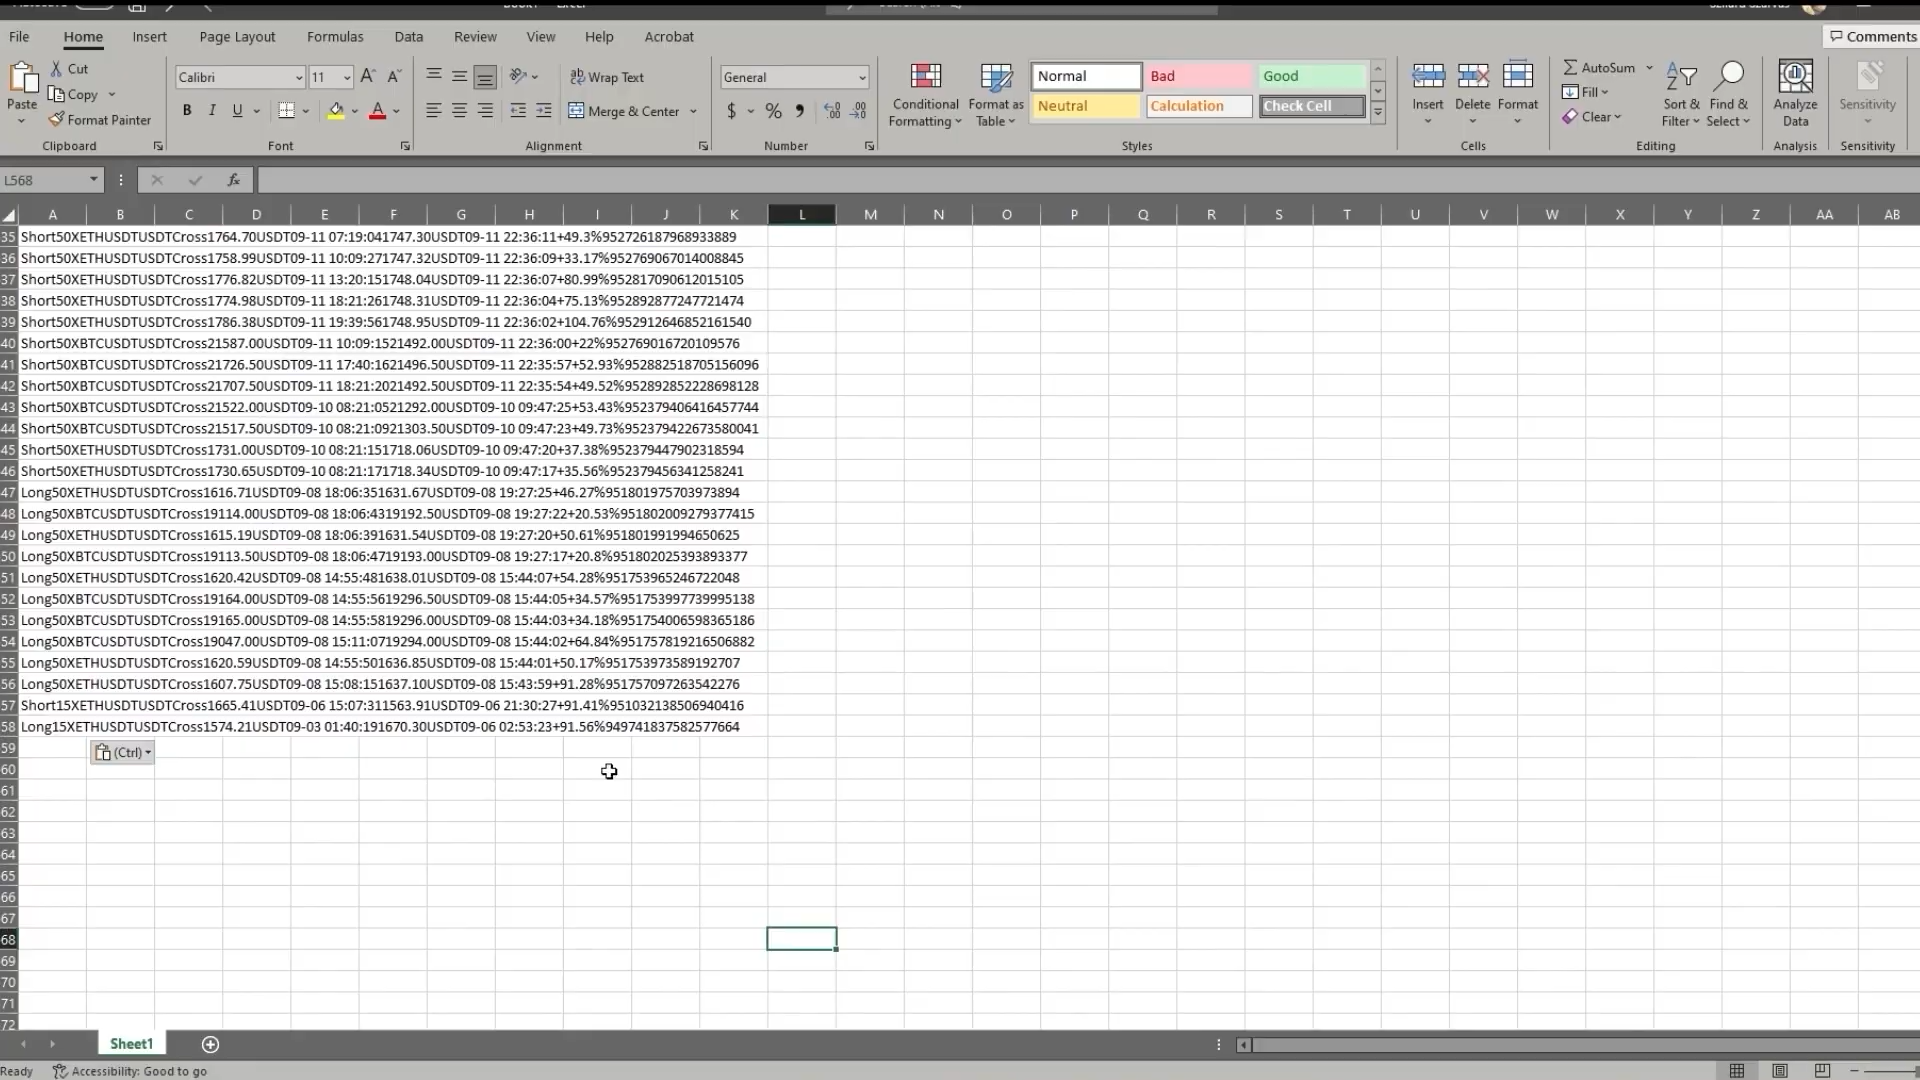 File Home Insert Page Layout Formulas Data Review View Help Acrobat Comments
Paste Cut Copy Format Painter Clipboard
Calibri 11 B I U Font
ab Wrap Text Merge & Center Alignment
General $ % Number
Conditional Formatting Format as Table
Normal Bad Good
Neutral Calculation Check Cell
Styles
Insert Delete Format Cells
AutoSum Fill Clear Sort & Filter Find & Select Editing
Analyze Data Analysis
Sensitivity Sensitivity
L568 fx
A B C D E F G H I J K L M N O P Q R S T U V W X Y Z AA AB
35 Short50XETHUSDTUSDTCross1764.70USDT09-11 07:19:041747.30USDT09-11 22:36:11+49.3%952726187968933889
36 Short50XETHUSDTUSDTCross1758.99USDT09-11 10:09:271747.32USDT09-11 22:36:09+33.17%952769067014008845
37 Short50XETHUSDTUSDTCross1776.82USDT09-11 13:20:151748.04USDT09-11 22:36:07+80.99%952817090612015105
38 Short50XETHUSDTUSDTCross1774.98USDT09-11 18:21:261748.31USDT09-11 22:36:04+75.13%952892877247721474
39 Short50XETHUSDTUSDTCross1786.38USDT09-11 19:39:561748.95USDT09-11 22:36:02+104.76%952912646852161540
40 Short50XBTCUSDTUSDTCross21587.00USDT09-11 10:09:1521492.00USDT09-11 22:36:00+22%952769016720109576
41 Short50XBTCUSDTUSDTCross21726.50USDT09-11 17:40:1621496.50USDT09-11 22:35:57+52.93%952882518705156096
42 Short50XBTCUSDTUSDTCross21707.50USDT09-11 18:21:2021492.50USDT09-11 22:35:54+49.52%952892852228698128
43 Short50XBTCUSDTUSDTCross21522.00USDT09-10 08:21:0521292.00USDT09-10 09:47:25+53.43%952379406416457744
44 Short50XBTCUSDTUSDTCross21517.50USDT09-10 08:21:0921303.50USDT09-10 09:47:23+49.73%952379422673580041
45 Short50XETHUSDTUSDTCross1731.00USDT09-10 08:21:151718.06USDT09-10 09:47:20+37.38%952379447902318594
46 Short50XETHUSDTUSDTCross1730.65USDT09-10 08:21:171718.34USDT09-10 09:47:17+35.56%952379456341258241
47 Long50XETHUSDTUSDTCross1616.71USDT09-08 18:06:351631.67USDT09-08 19:27:25+46.27%951801975703973894
48 Long50XBTCUSDTUSDTCross19114.00USDT09-08 18:06:4319192.50USDT09-08 19:27:22+20.53%951802009279377415
49 Long50XETHUSDTUSDTCross1615.19USDT09-08 18:06:391631.54USDT09-08 19:27:20+50.61%951801991994650625
50 Long50XBTCUSDTUSDTCross19113.50USDT09-08 18:06:4719193.00USDT09-08 19:27:17+20.8%951802025393893377
51 Long50XETHUSDTUSDTCross1620.42USDT09-08 14:55:481638.01USDT09-08 15:44:07+54.28%951753965246722048
52 Long50XBTCUSDTUSDTCross19164.00USDT09-08 14:55:5619296.50USDT09-08 15:44:05+34.57%951753997739995138
53 Long50XBTCUSDTUSDTCross19165.00USDT09-08 14:55:5819296.00USDT09-08 15:44:03+34.18%951754006598365186
54 Long50XBTCUSDTUSDTCross19047.00USDT09-08 15:11:0719294.00USDT09-08 15:44:02+64.84%951757819216506882
55 Long50XETHUSDTUSDTCross1620.59USDT09-08 14:55:501636.85USDT09-08 15:44:01+50.17%951753973589192707
56 Long50XETHUSDTUSDTCross1607.75USDT09-08 15:08:151637.10USDT09-08 15:43:59+91.28%951757097263542276
57 Short15XETHUSDTUSDTCross1665.41USDT09-06 15:07:311563.91USDT09-06 21:30:27+91.41%951032138506940416
58 Long15XETHUSDTUSDTCross1574.21USDT09-03 01:40:191670.30USDT09-06 02:53:23+91.56%949741837582577664
59 (Ctrl)
60
61
62
63
64
65
66
67
68
69
70
71
72
Sheet1
Ready Accessibility: Good to go